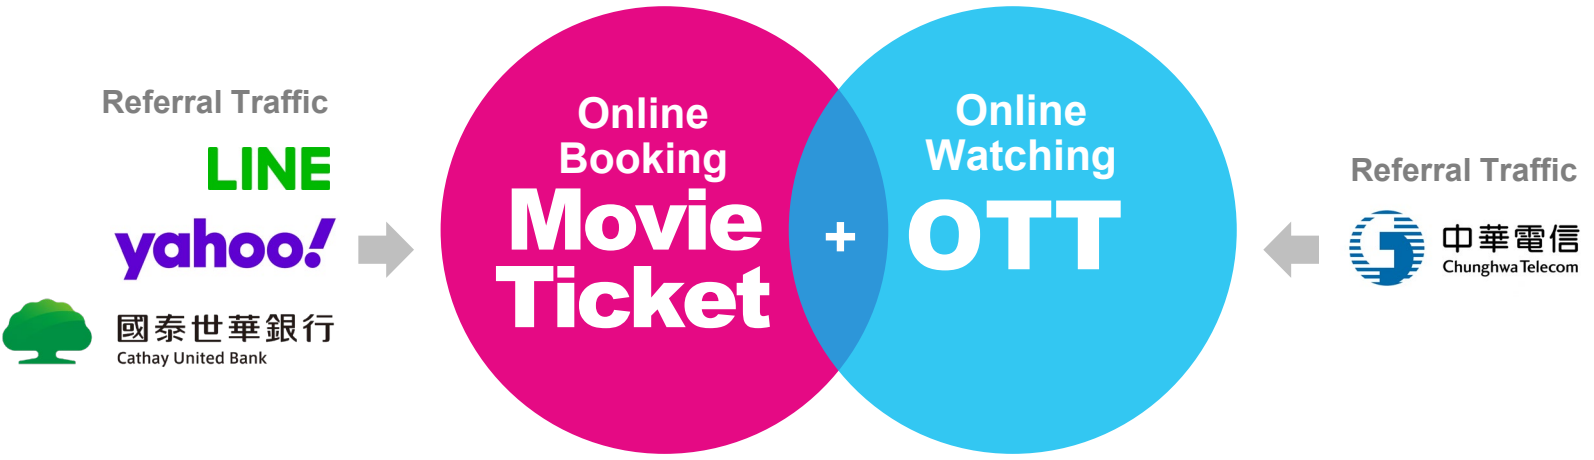 Referral Traffic
LINE
yahoo!
國泰世華銀行
Cathay United Bank
Online
Booking
Movie
Ticket
+
Online
Watching
OTT
Referral Traffic
中華電信
Chunghwa Telecom